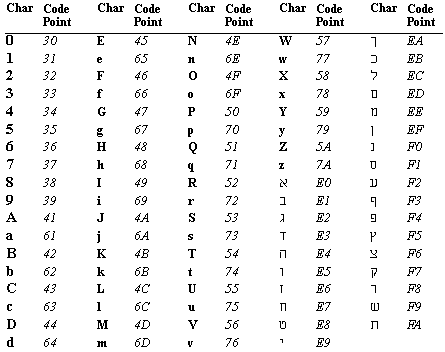 Char Code Char Code Char Code Char Code Char Code
Point Point Point Point Point
0 30 E 45 N 4E W 57 ך EA
1 31 e 65 n 6E w 77 כ EB
2 32 F 46 O 4F X 58 ל EC
3 33 f 66 o 6F x 78 ם ED
4 34 G 47 P 50 Y 59 מ EE
5 35 g 67 p 70 y 79 ן EF
6 36 H 48 Q 51 Z 5A נ F0
7 37 h 68 q 71 z 7A ס F1
8 38 I 49 R 52 א E0 ע F2
9 39 i 69 r 72 ב E1 ף F3
A 41 J 4A S 53 ג E2 פ F4
a 61 j 6A s 73 ד E3 ץ F5
B 42 K 4B T 54 ה E4 צ F6
b 62 k 6B t 74 ו E5 ק F7
C 43 L 4C U 55 ז E6 ר F8
c 63 l 6C u 75 ח E7 ש F9
D 44 M 4D V 56 ט E8 ת FA
d 64 m 6D v 76 י E9